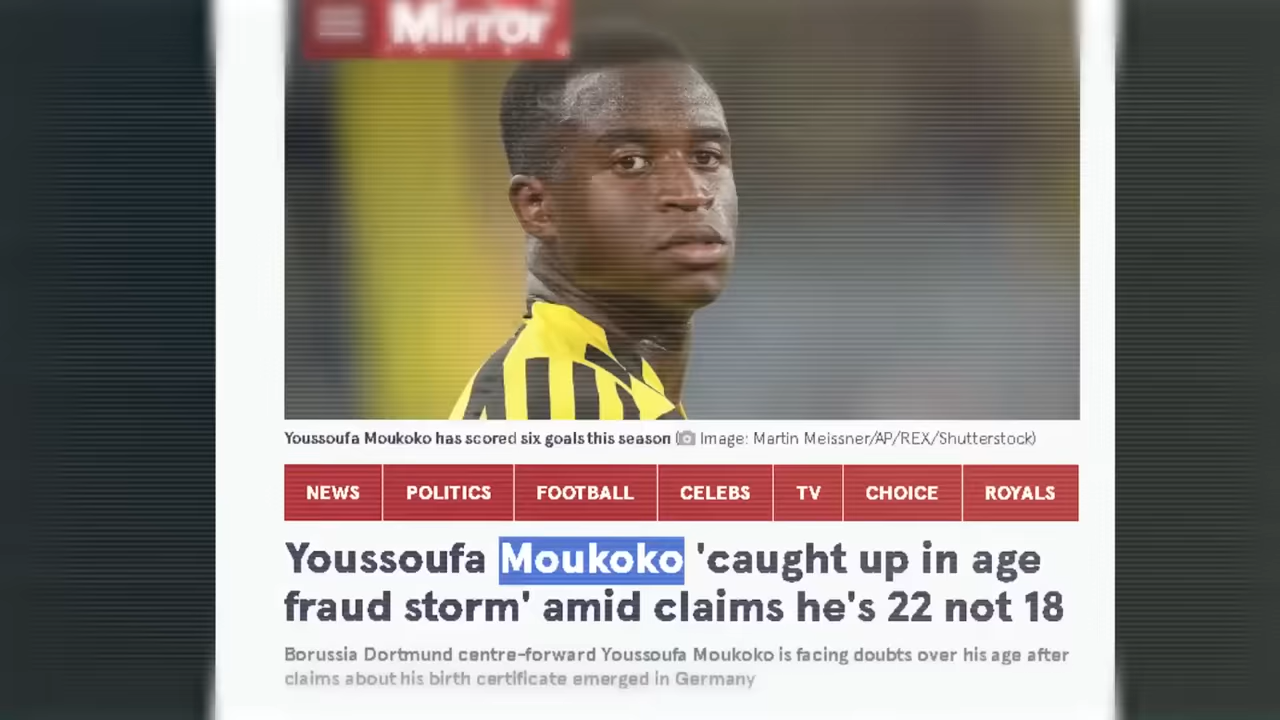 Mirror
Youssoufa Moukoko has scored six goals this season (Image: Martin Meissner/AP/REX/Shutterstock)
NEWS POLITICS FOOTBALL CELEBS TV CHOICE ROYALS
Youssoufa Moukoko 'caught up in age
fraud storm' amid claims he's 22 not 18
Borussia Dortmund centre-forward Youssoufa Moukoko is facing doubts over his age after
claims about his birth certificate emerged in Germany